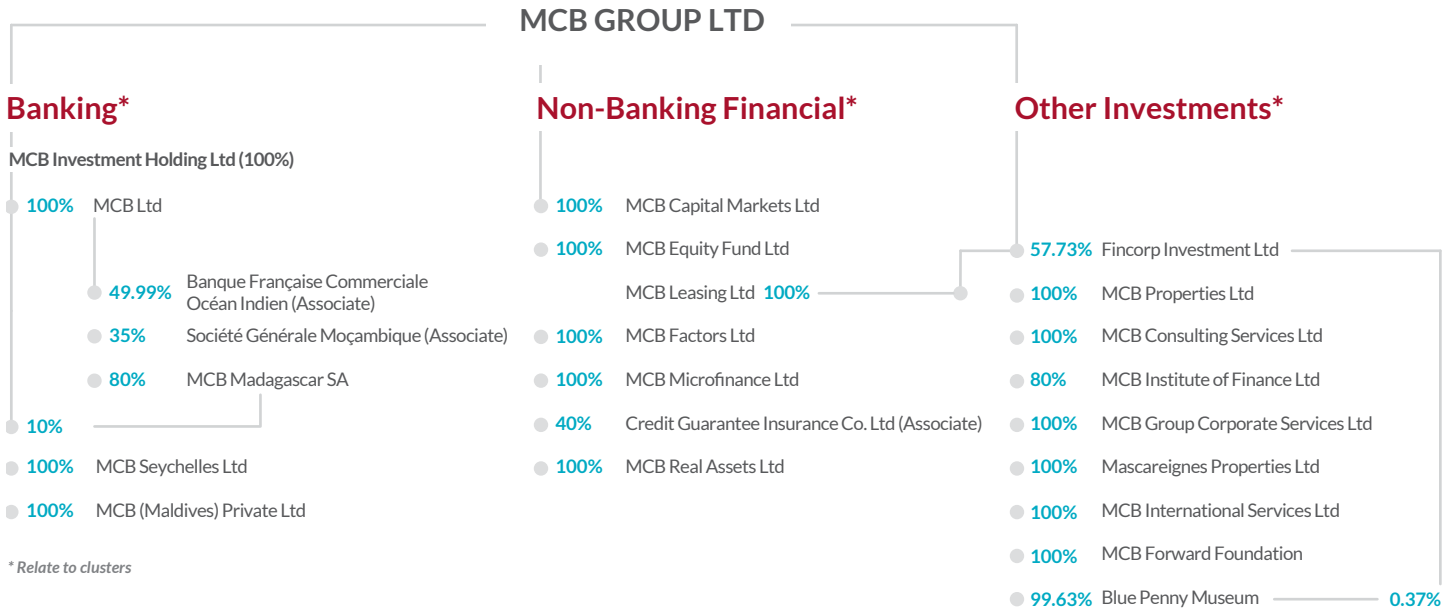 MCB GROUP LTD
Banking*
MCB Investment Holding Ltd (100%)
100% MCB Ltd
49.99% Banque Française Commerciale
Océan Indien (Associate)
35% Société Générale Moçambique (Associate)
80% MCB Madagascar SA
10%
100% MCB Seychelles Ltd
100% MCB (Maldives) Private Ltd
* Relate to clusters
Non-Banking Financial*
100% MCB Capital Markets Ltd
100% MCB Equity Fund Ltd
MCB Leasing Ltd 100%
100% MCB Factors Ltd
100% MCB Microfinance Ltd
40% Credit Guarantee Insurance Co. Ltd (Associate)
100% MCB Real Assets Ltd
Other Investments*
57.73% Fincorp Investment Ltd
100% MCB Properties Ltd
100% MCB Consulting Services Ltd
80% MCB Institute of Finance Ltd
100% MCB Group Corporate Services Ltd
100% Mascareignes Properties Ltd
100% MCB International Services Ltd
100% MCB Forward Foundation
99.63% Blue Penny Museum 0.37%